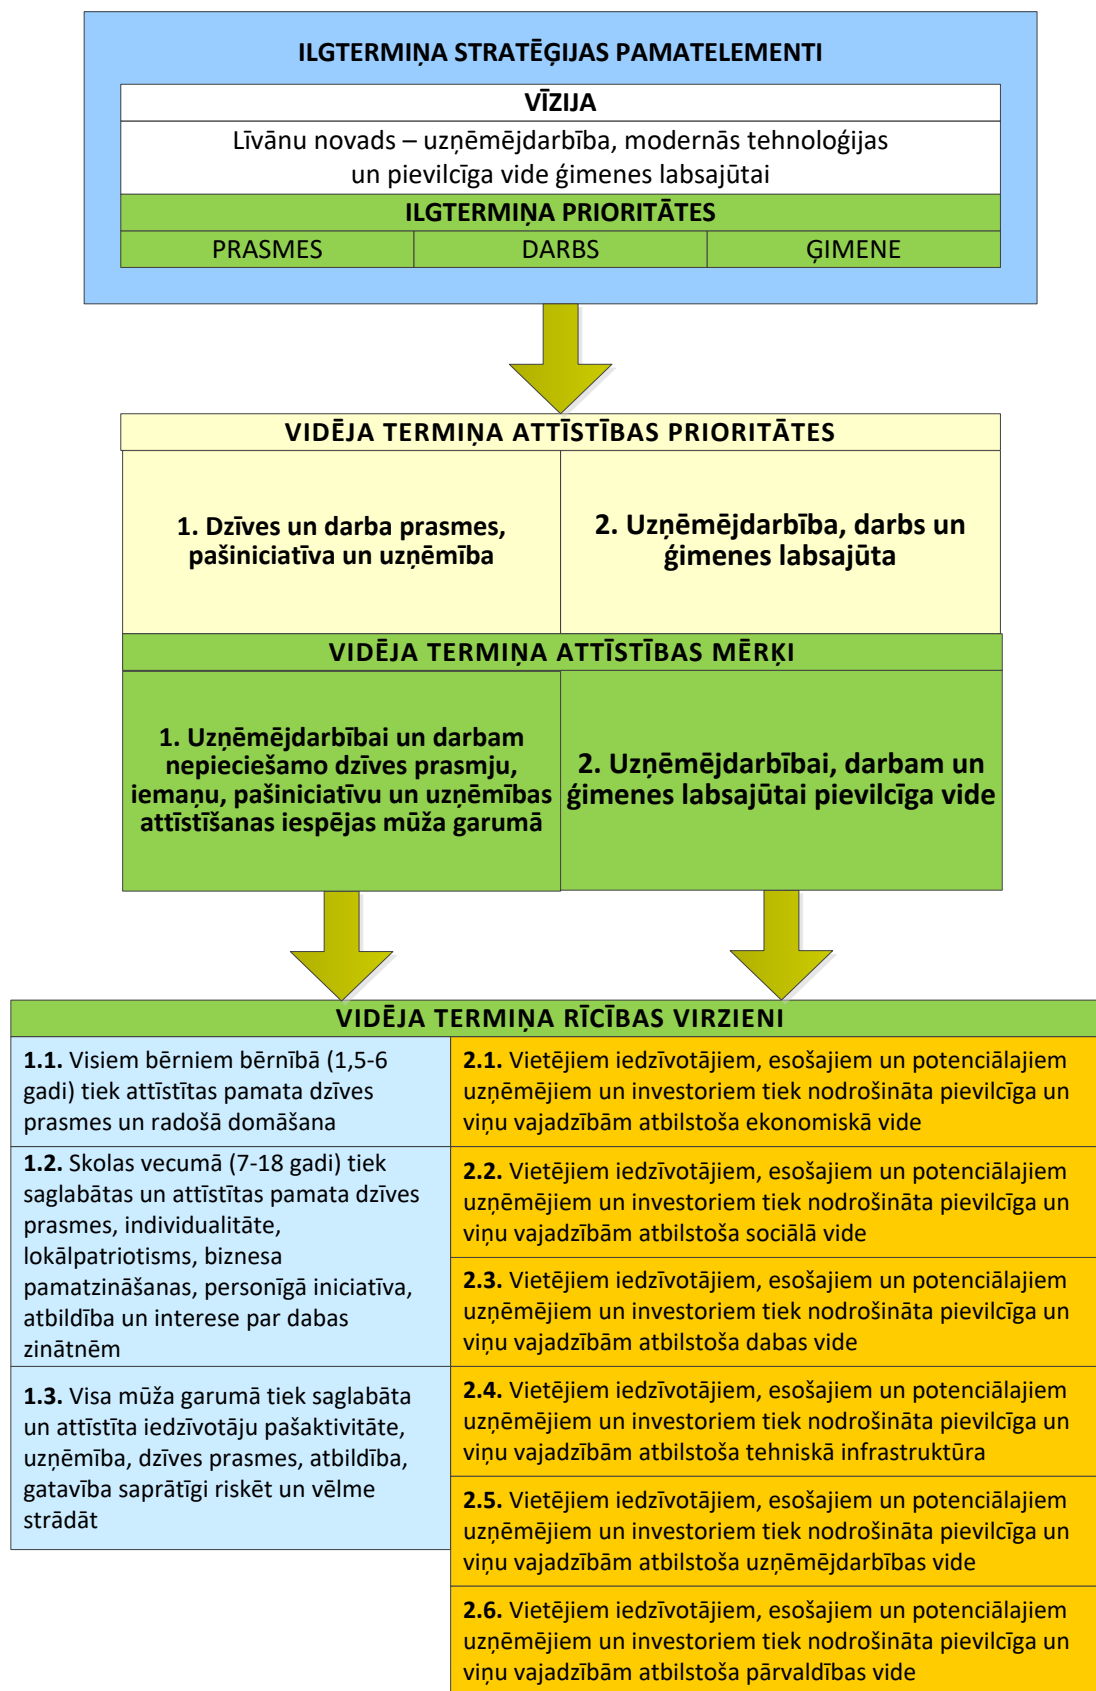 ILGTERMIŅA STRATĒĢIJAS PAMATELEMENTI
VĪZIJA
Līvānu novads – uzņēmējdarbība, modernās tehnoloģijas
un pievilcīga vide ģimenes labsajūtai
ILGTERMIŅA PRIORITĀTES
PRASMES
DARBS
ĢIMENE
VIDĒJA TERMIŅA ATTĪSTĪBAS PRIORITĀTES
1. Dzīves un darba prasmes,
pašiniciatīva un uzņēmība
2. Uzņēmējdarbība, darbs un
ģimenes labsajūta
VIDĒJA TERMIŅA ATTĪSTĪBAS MĒRĶI
1. Uzņēmējdarbībai un darbam
nepieciešamo dzīves prasmju,
iemaņu, pašiniciatīvu un uzņēmības
attīstīšanas iespējas mūža garumā
2. Uzņēmējdarbībai, darbam un
ģimenes labsajūtai pievilcīga vide
VIDĒJA TERMIŅA RĪCĪBAS VIRZIENI
1.1. Visiem bērniem bērnībā (1,5-6
gadi) tiek attīstītas pamata dzīves
prasmes un radošā domāšana
1.2. Skolas vecumā (7-18 gadi) tiek
saglabātas un attīstītas pamata dzīves
prasmes, individualitāte,
lokālpatriotisms, biznesa
pamatzināšanas, personīgā iniciatīva,
atbildība un interese par dabas
zinātnēm
1.3. Visa mūža garumā tiek saglabāta
un attīstīta iedzīvotāju pašaktivitāte,
uzņēmība, dzīves prasmes, atbildība,
gatavība saprātīgi riskēt un vēlme
strādāt
2.1. Vietējiem iedzīvotājiem, esošajiem un potenciālajiem
uzņēmējiem un investoriem tiek nodrošināta pievilcīga un
viņu vajadzībām atbilstoša ekonomiskā vide
2.2. Vietējiem iedzīvotājiem, esošajiem un potenciālajiem
uzņēmējiem un investoriem tiek nodrošināta pievilcīga un
viņu vajadzībām atbilstoša sociālā vide
2.3. Vietējiem iedzīvotājiem, esošajiem un potenciālajiem
uzņēmējiem un investoriem tiek nodrošināta pievilcīga un
viņu vajadzībām atbilstoša dabas vide
2.4. Vietējiem iedzīvotājiem, esošajiem un potenciālajiem
uzņēmējiem un investoriem tiek nodrošināta pievilcīga un
viņu vajadzībām atbilstoša tehniskā infrastruktūra
2.5. Vietējiem iedzīvotājiem, esošajiem un potenciālajiem
uzņēmējiem un investoriem tiek nodrošināta pievilcīga un
viņu vajadzībām atbilstoša uzņēmējdarbības vide
2.6. Vietējiem iedzīvotājiem, esošajiem un potenciālajiem
uzņēmējiem un investoriem tiek nodrošināta pievilcīga un
viņu vajadzībām atbilstoša pārvaldības vide